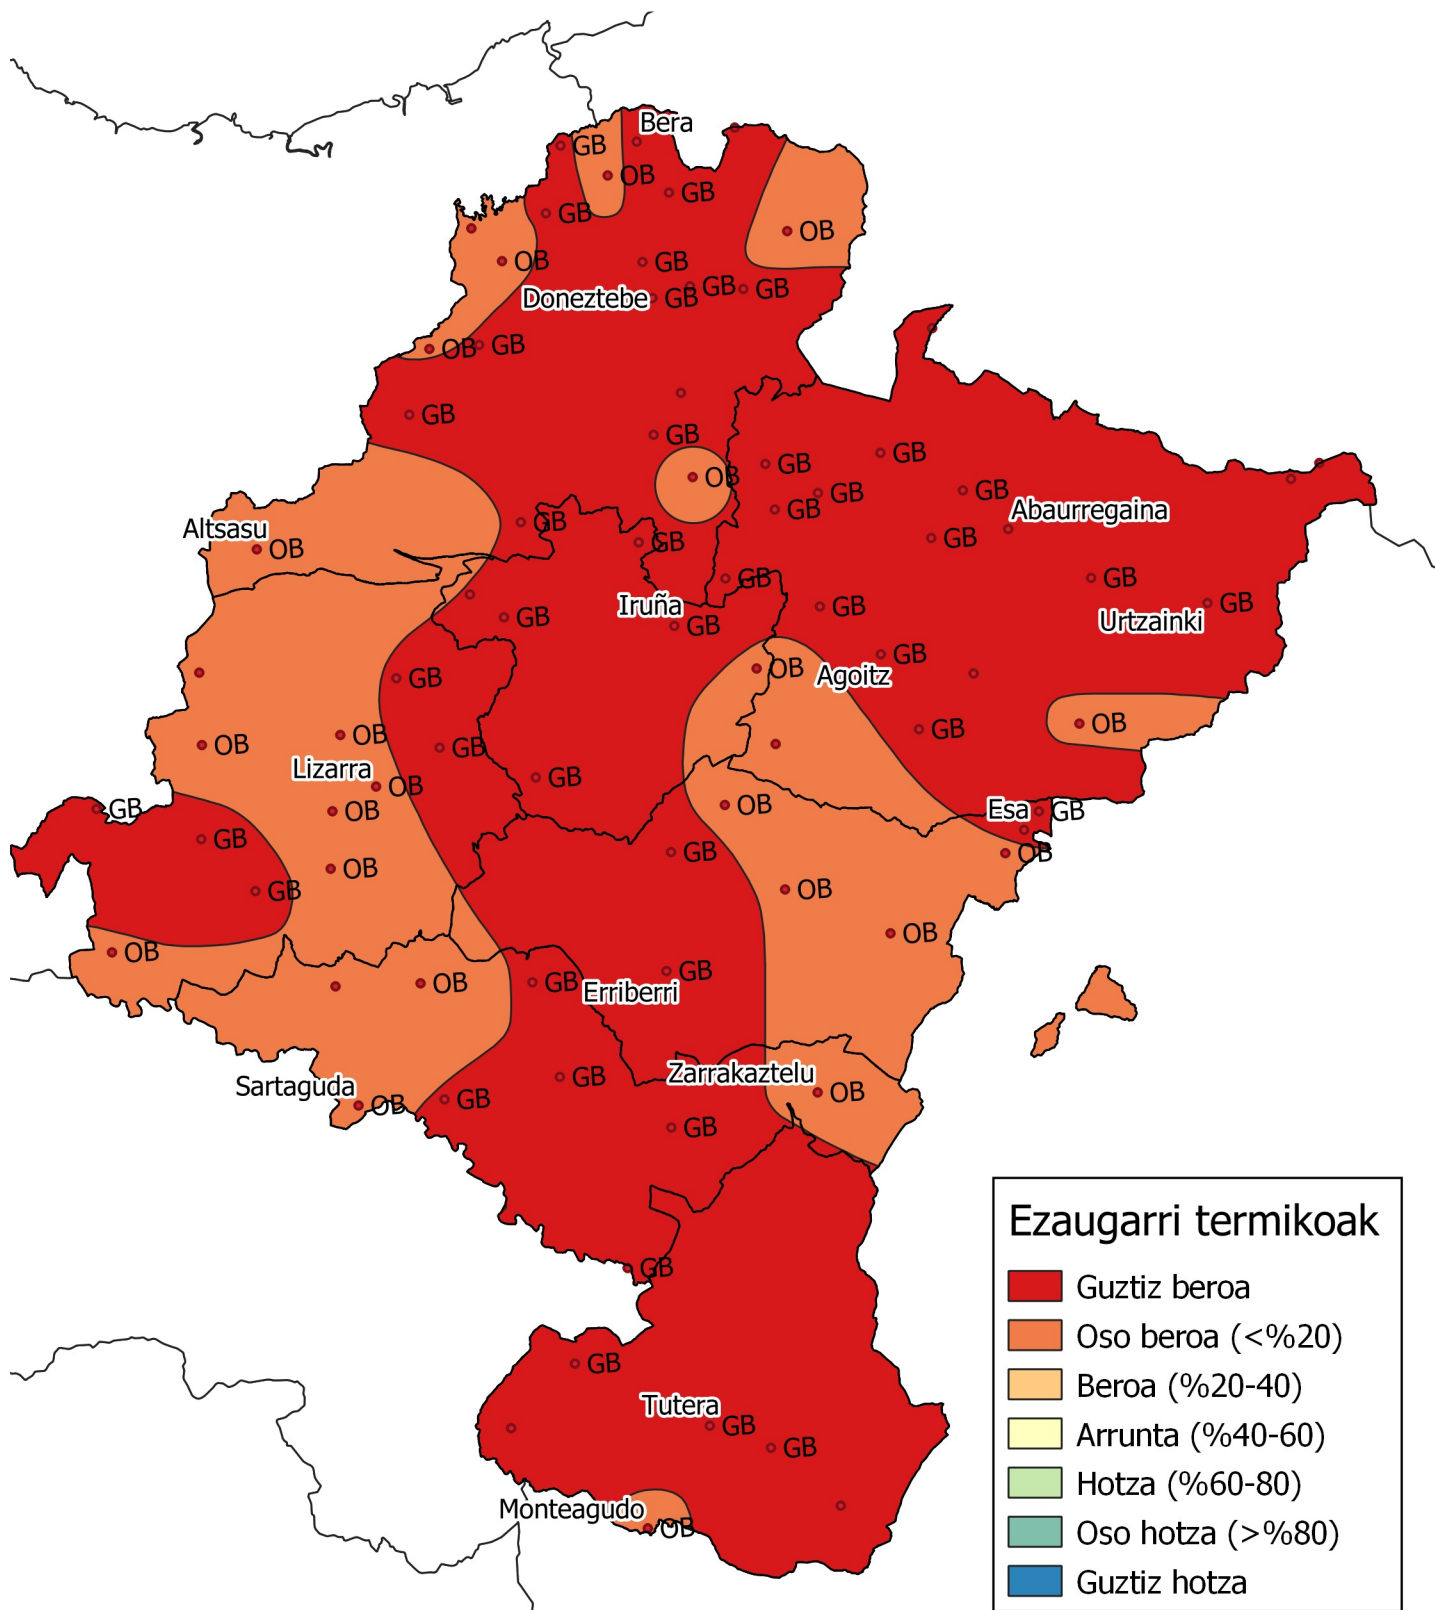 Bera
GB
OB
GB
GB
OB
OB
GB
Doneztebe
GB
GB
GB
OB
GB
GB
GB
OB
GB
GB
GB
GB
GB
Abaurregaina
Altsasu
OB
GB
GB
GB
GB
GB
GB
Iruña
GB
GB
GB
Urtzainki
GB
OB
Agoitz
GB
GB
OB
OB
OB
GB
GB
Lizarra
OB
GB
OB
OB
Esa
GB
GB
GB
GB
OB
OB
GB
OB
OB
OB
GB
OB
GB
Erriberri
Zarrakaztelu
GB
OB
Sartaguda
OB
GB
GB
GB
GB
Tutera
GB
GB
Monteagudo
OB
Ezaugarri termikoak
Guztiz beroa
Oso beroa (<%20)
Beroa (%20-40)
Arrunta (%40-60)
Hotza (%60-80)
Oso hotza (>%80)
Guztiz hotza